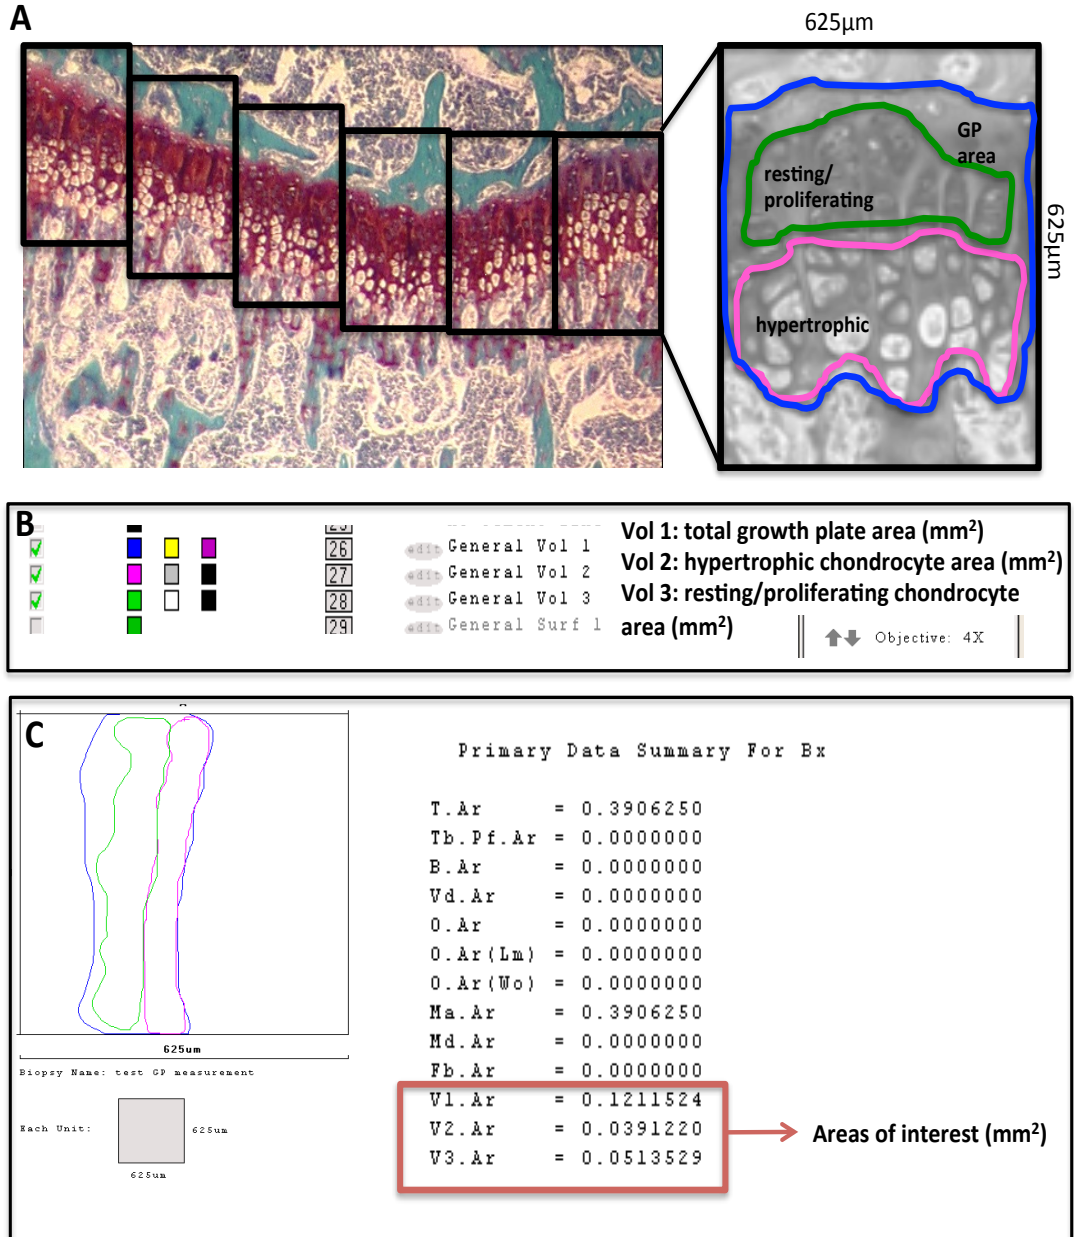 A
625μm
GP
area
resting/
proliferating
hypertrophic
625μm
B
26
edit General Vol 1
27
edit General Vol 2
28
edit General Vol 3
29
edit General Surf 1
Vol 1: total growth plate area (mm²)
Vol 2: hypertrophic chondrocyte area (mm²)
Vol 3: resting/proliferating chondrocyte
area (mm²)
Objective: 4X
C
625um
Biopsy Name: test GP measurement
Each Unit:
625um
625um
Primary Data Summary For Bx
T.Ar = 0.3906250
Tb.Pf.Ar = 0.0000000
B.Ar = 0.0000000
Vd.Ar = 0.0000000
O.Ar = 0.0000000
O.Ar(Lm) = 0.0000000
O.Ar(Wo) = 0.0000000
Ma.Ar = 0.3906250
Md.Ar = 0.0000000
Fb.Ar = 0.0000000
V1.Ar = 0.1211524
V2.Ar = 0.0391220
V3.Ar = 0.0513529
Areas of interest (mm²)